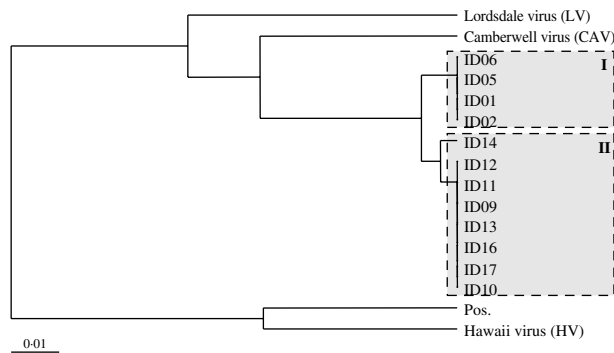 Lordsdale virus (LV)
Camberwell virus (CAV)
ID06 I
ID05
ID01
ID02
ID14 II
ID12
ID11
ID09
ID13
ID16
ID17
ID10
Pos.
Hawaii virus (HV)
0·01